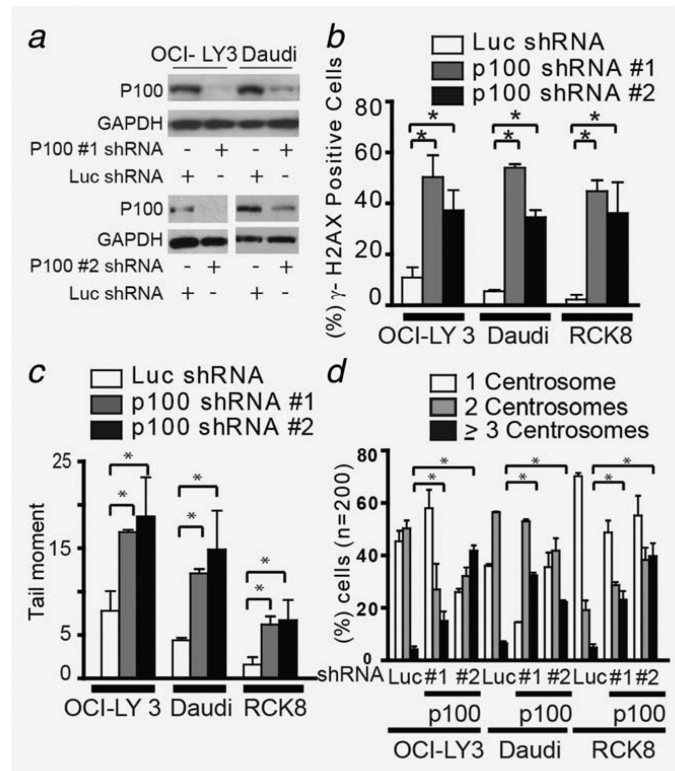 a
OCI- LY3 Daudi
P100
GAPDH
P100 #1 shRNA - + - +
Luc shRNA + - + -
P100
GAPDH
P100 #2 shRNA - + - +
Luc shRNA + - + -
b
Luc shRNA
p100 shRNA #1
p100 shRNA #2
(%) γ- H2AX Positive Cells
80
60
40
20
0
* * * * * *
OCI-LY 3 Daudi RCK8
c
Luc shRNA
p100 shRNA #1
p100 shRNA #2
Tail moment
25
15
5
0
* * * * * *
OCI-LY 3 Daudi RCK8
d
1 Centrosome
2 Centrosomes
≥ 3 Centrosomes
(%) cells (n=200)
80
60
40
20
0
* * * * * *
shRNA Luc #1 #2 Luc #1 #2 Luc #1 #2
p100 p100 p100
OCI-LY3 Daudi RCK8